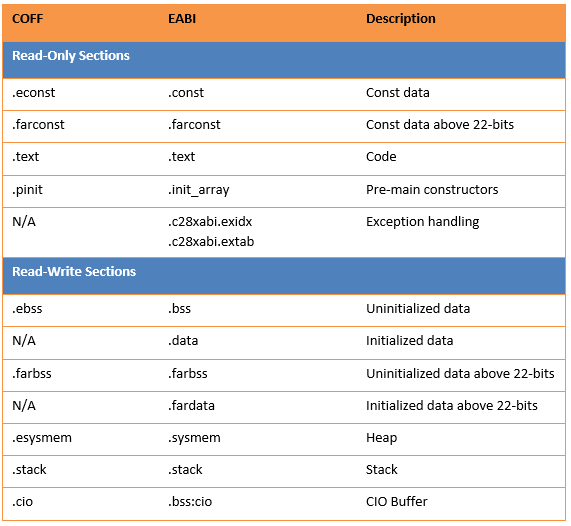 COFF EABI Description
Read-Only Sections
.econst .const Const data
.farconst .farconst Const data above 22-bits
.text .text Code
.pinit .init_array Pre-main constructors
N/A .c28xabi.exidx Exception handling
.c28xabi.extab
Read-Write Sections
.ebss .bss Uninitialized data
N/A .data Initialized data
.farbss .farbss Uninitialized data above 22-bits
N/A .fardata Initialized data above 22-bits
.esysmem .sysmem Heap
.stack .stack Stack
.cio .bss:cio CIO Buffer